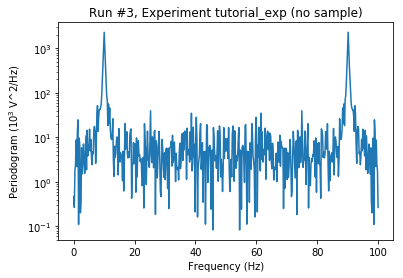 Run #3, Experiment tutorial_exp (no sample)
Periodogram (10³ V^2/Hz)
10³
10²
10¹
10⁰
10⁻¹
0 20 40 60 80 100
Frequency (Hz)